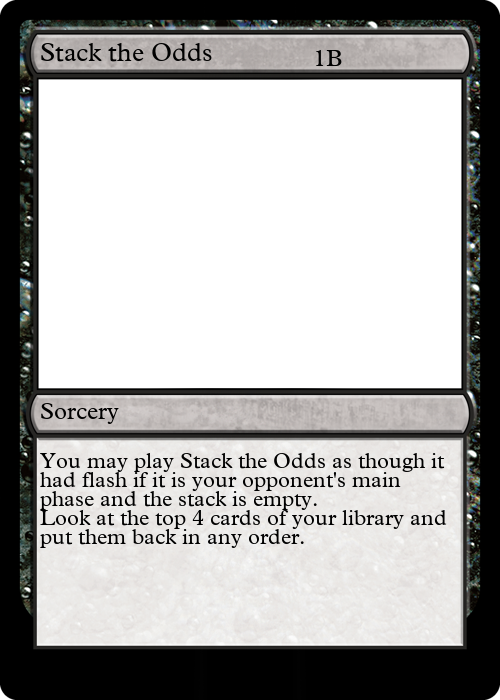 Stack the Odds 1B
Sorcery
You may play Stack the Odds as though it
had flash if it is your opponent's main
phase and the stack is empty.
Look at the top 4 cards of your library and
put them back in any order.